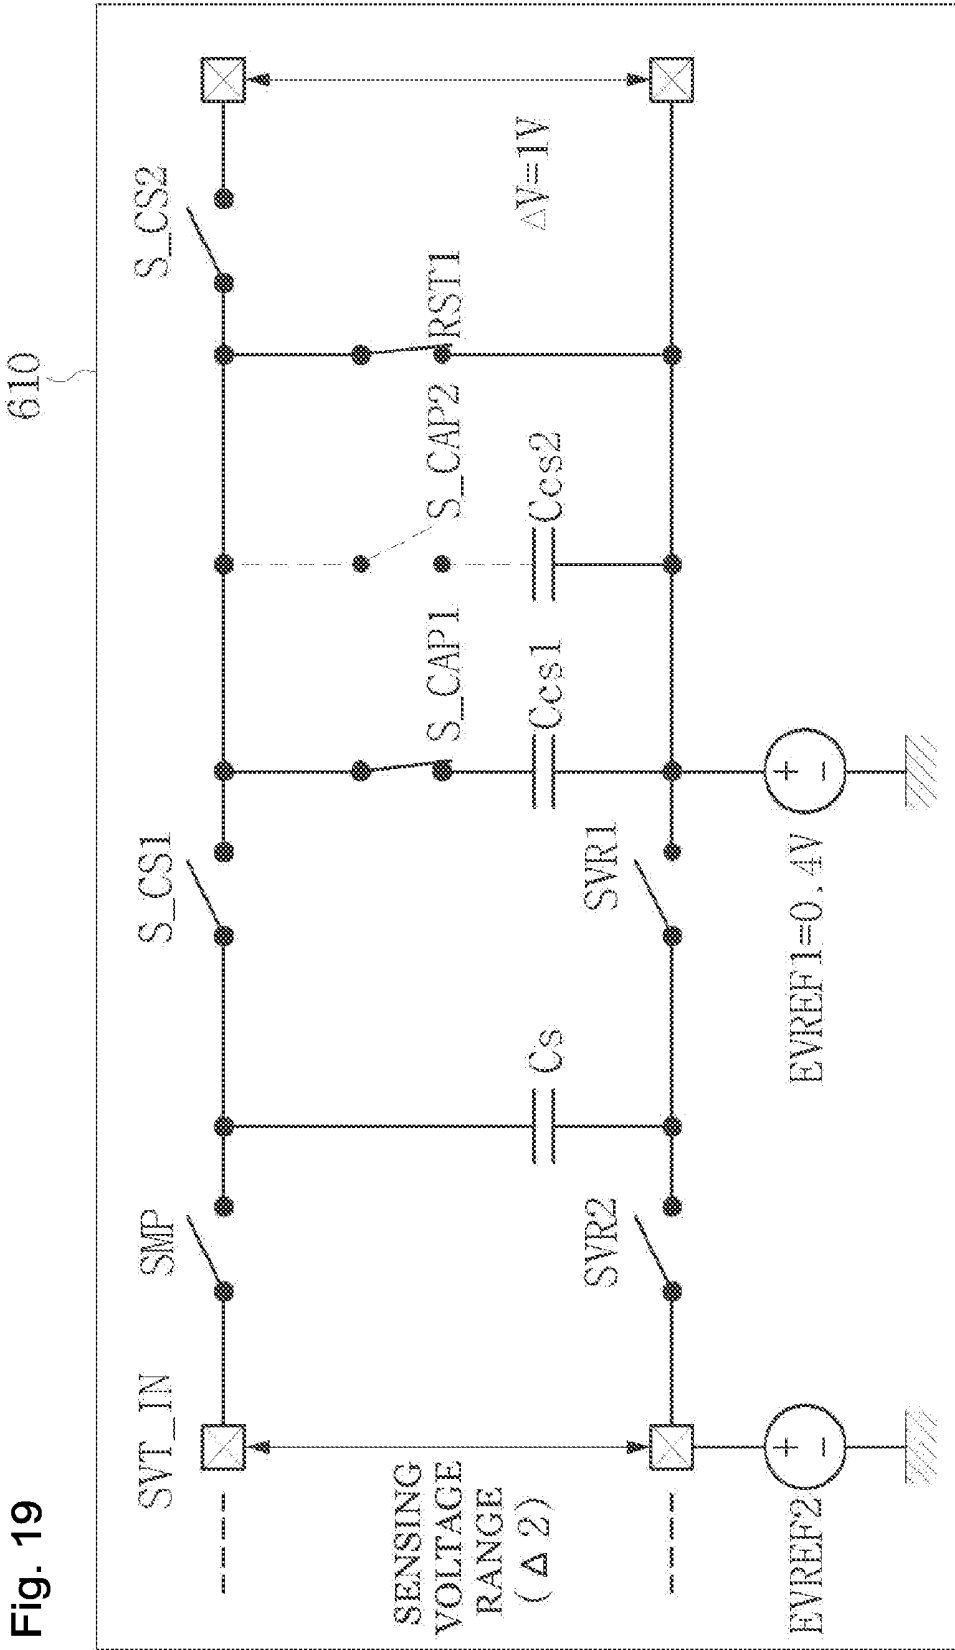 Fig. 19
610
SVT_IN
SMP
S_CS1
S_CS2
SENSING
VOLTAGE
RANGE
(Δ2)
Cs
S_CAP1
Ccs1
S_CAP2
Ccs2
RST1
ΔV=1V
SVR2
SVR1
EVREF2
+
−
EVREF1=0.4V
+
−